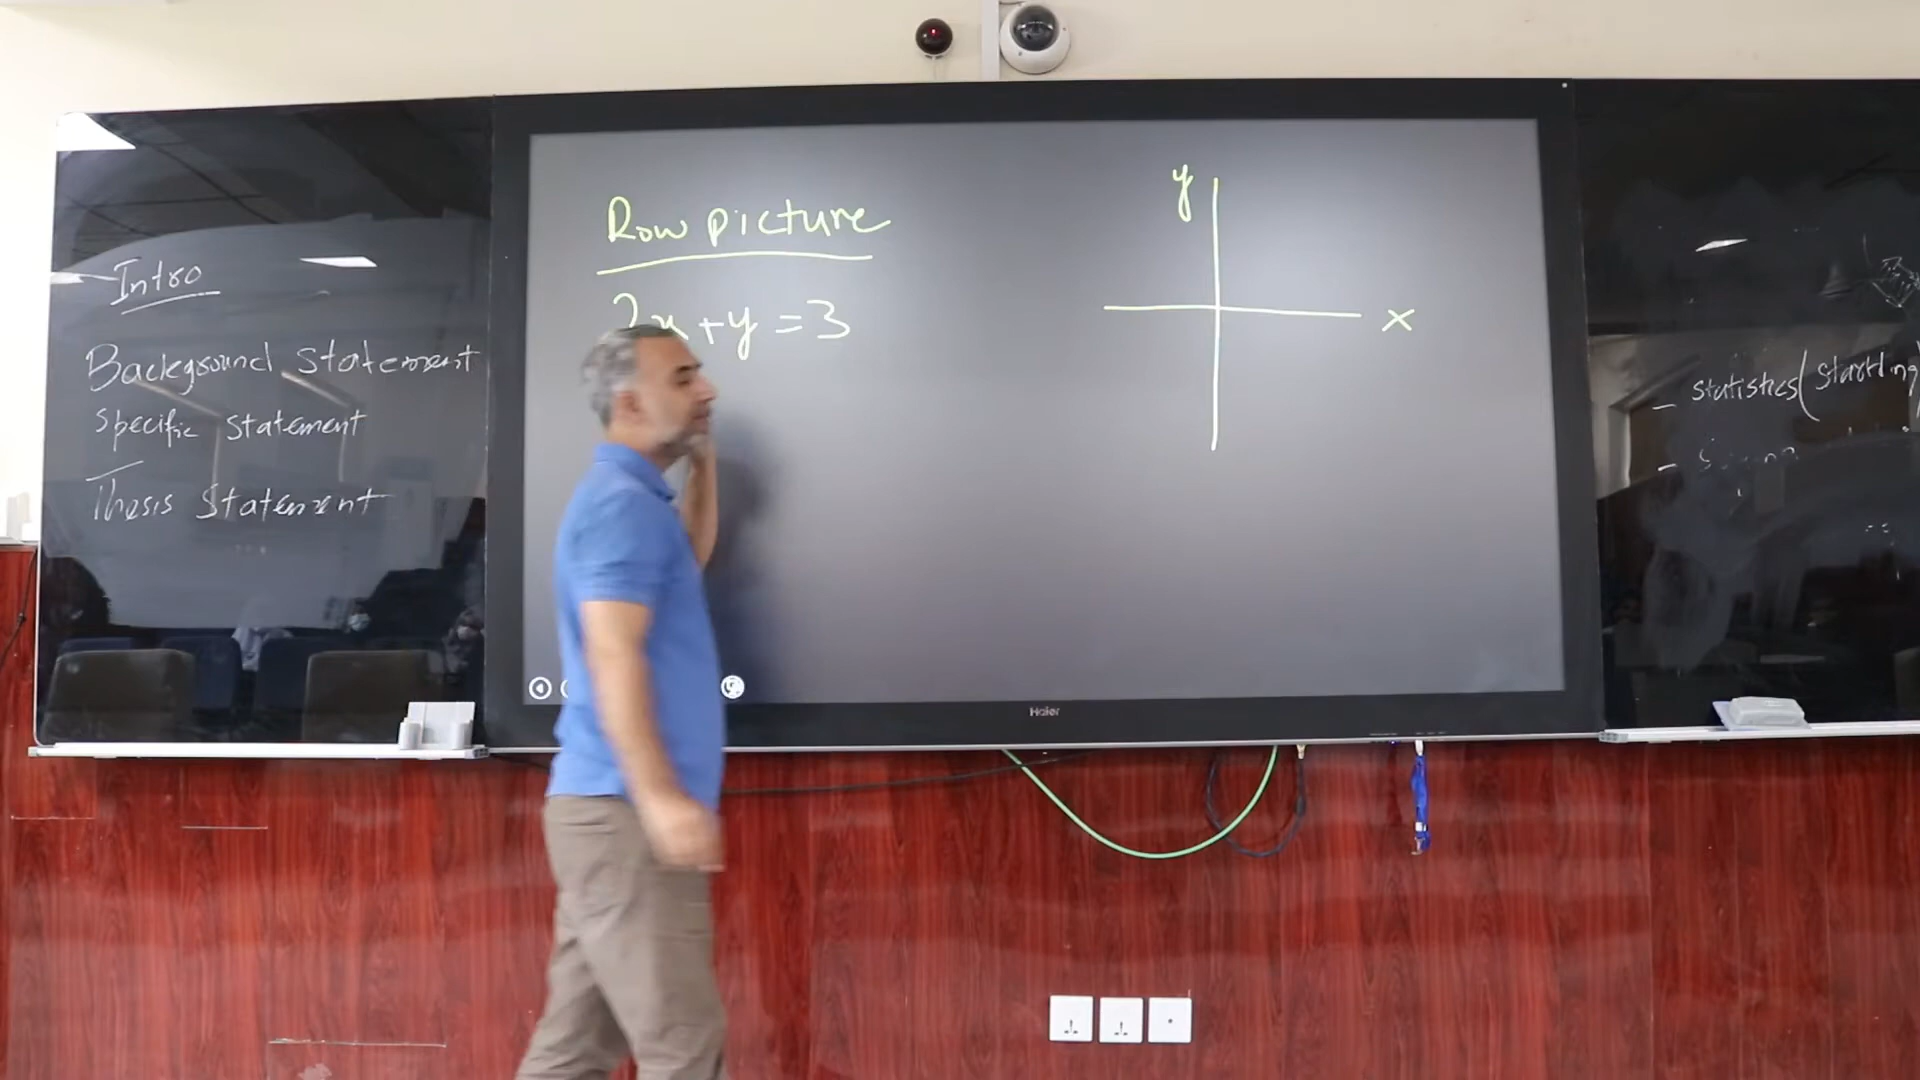 Intro
Background statement
specific statement
Thesis statement
Row picture
2x + y = 3
y
x
Haier
- statistics (startling
-